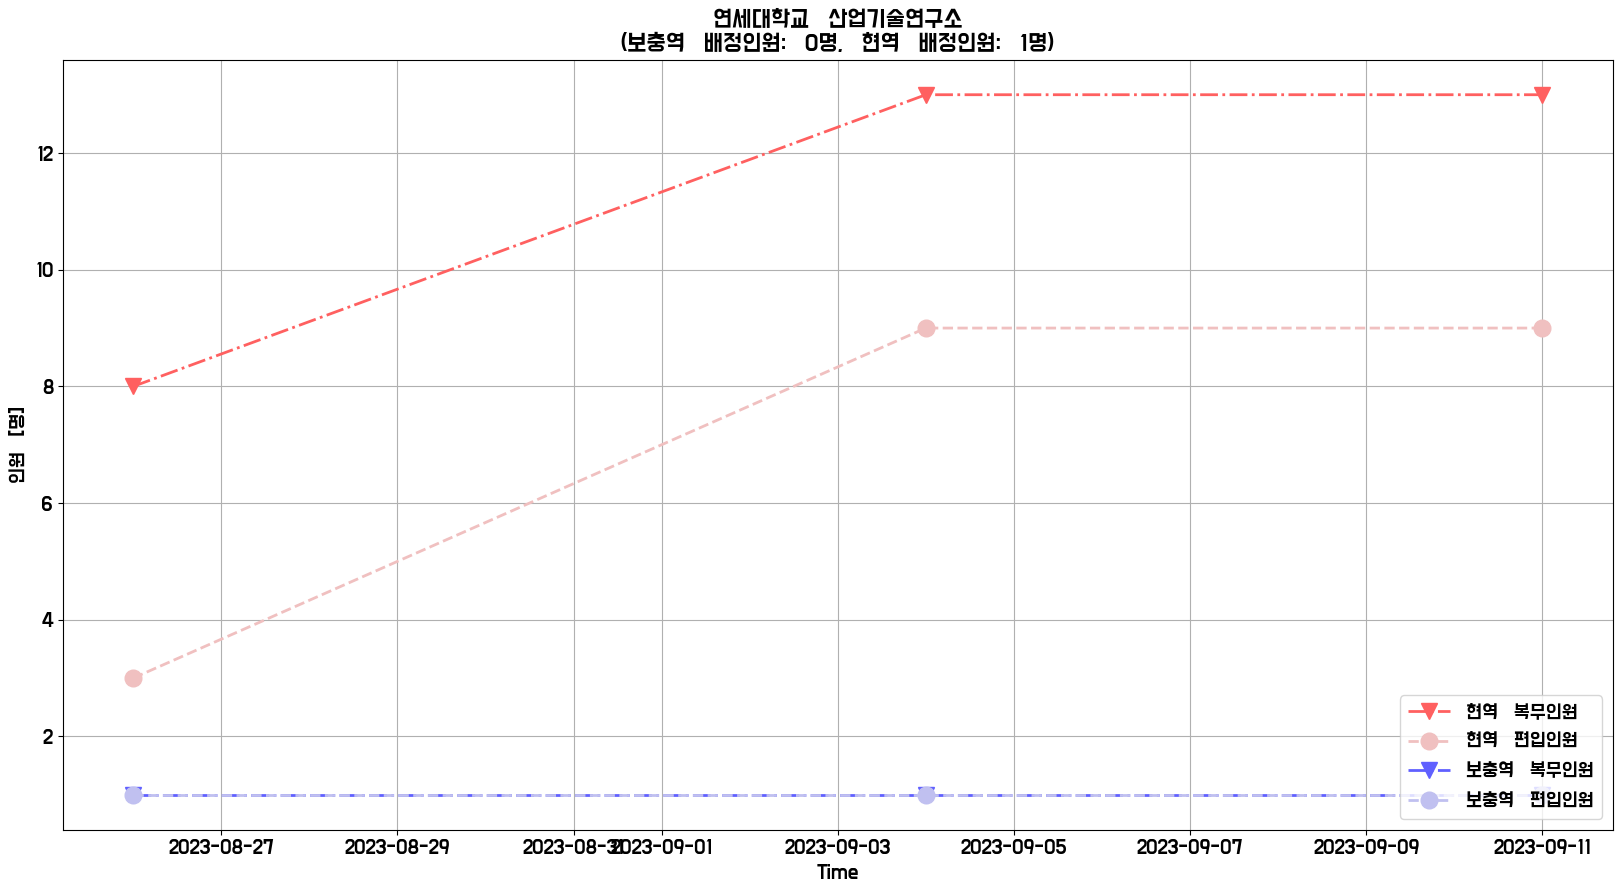 연세대학교 산업기술연구소
(보충역 배정인원: 0명, 현역 배정인원: 1명)
인원 [명]
12
10
8
6
4
2
현역 복무인원
현역 편입인원
보충역 복무인원
보충역 편입인원
2023-08-27 2023-08-29 2023-08-31 2023-09-01 2023-09-03 2023-09-05 2023-09-07 2023-09-09 2023-09-11
Time